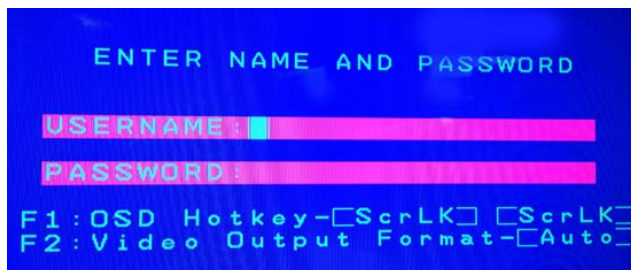 ENTER NAME AND PASSWORD
USERNAME:
PASSWORD:
F1:OSD Hotkey-[ScrLK] [ScrLK]
F2:Video Output Format-[Auto]